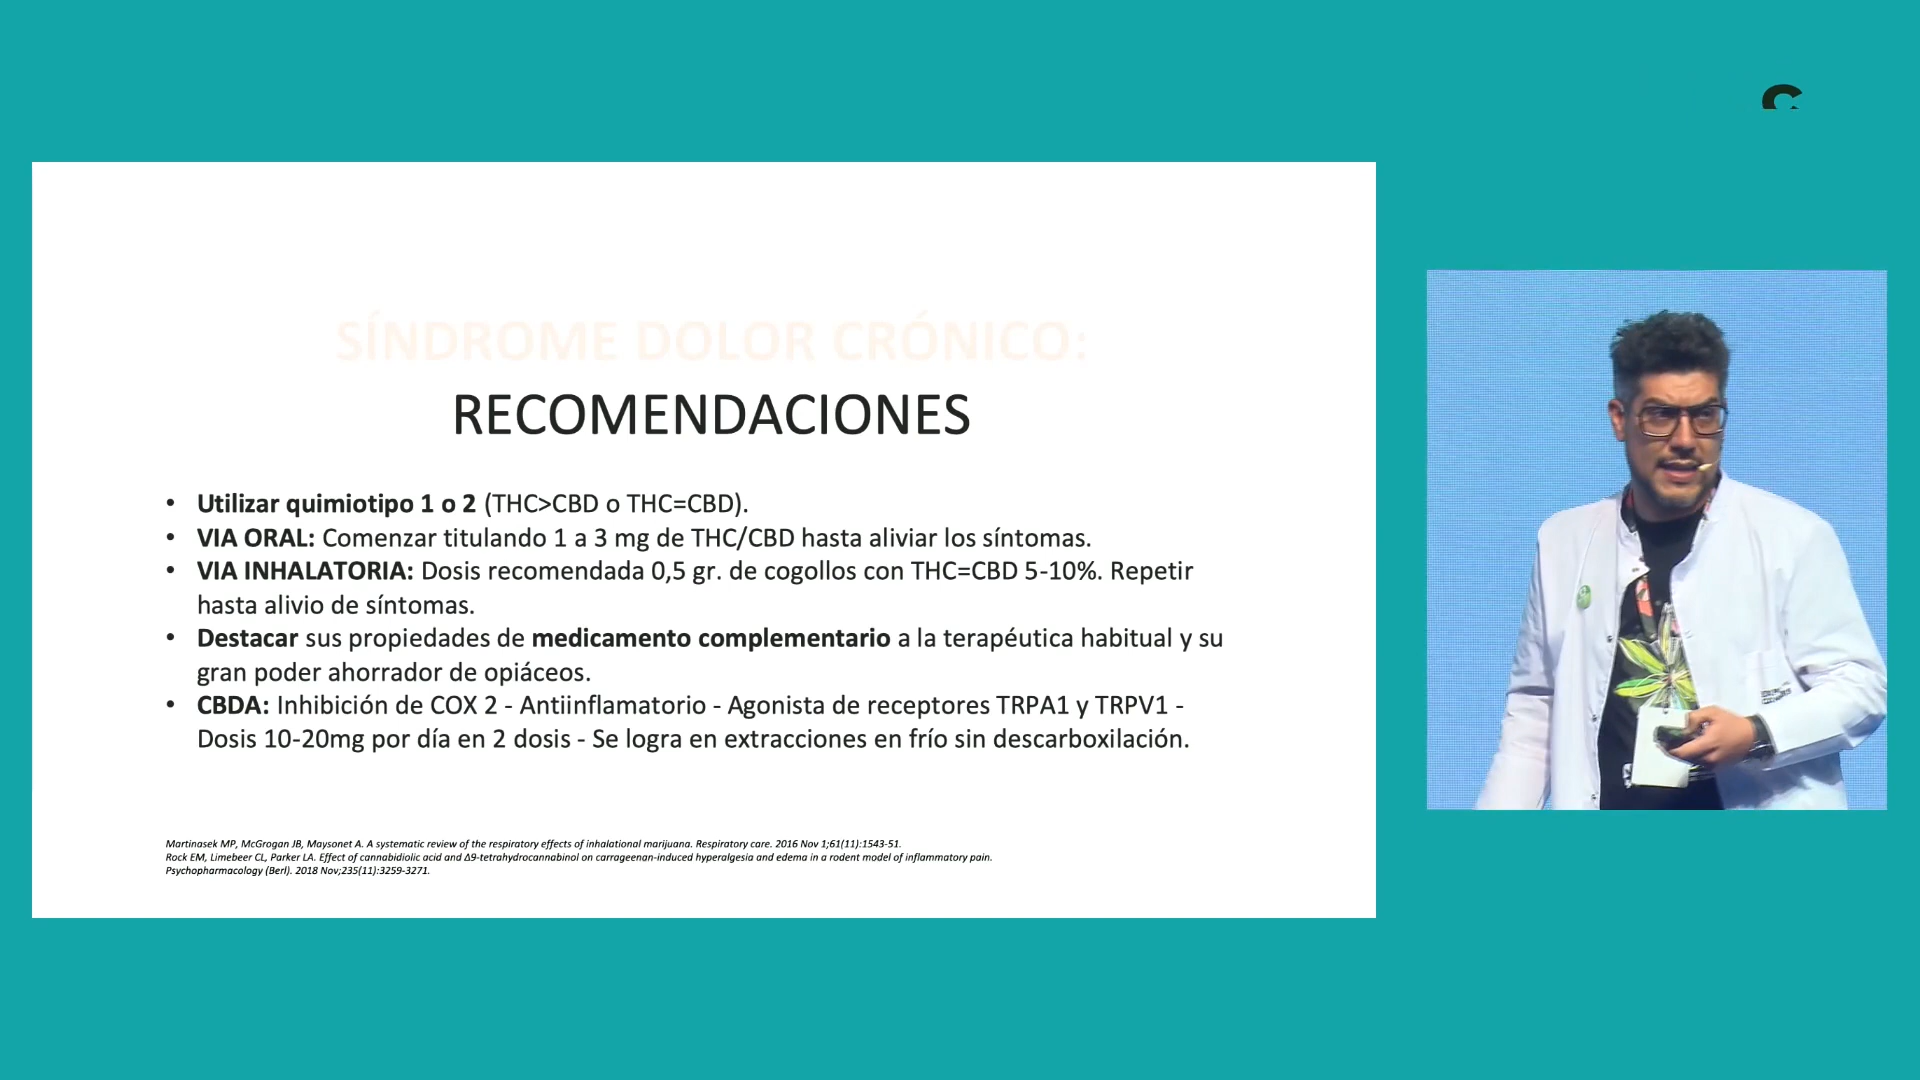 SÍNDROME DOLOR CRÓNICO:
RECOMENDACIONES
• Utilizar quimiotipo 1 o 2 (THC>CBD o THC=CBD).
• VIA ORAL: Comenzar titulando 1 a 3 mg de THC/CBD hasta aliviar los síntomas.
• VIA INHALATORIA: Dosis recomendada 0,5 gr. de cogollos con THC=CBD 5-10%. Repetir
hasta alivio de síntomas.
• Destacar sus propiedades de medicamento complementario a la terapéutica habitual y su
gran poder ahorrador de opiáceos.
• CBDA: Inhibición de COX 2 - Antiinflamatorio - Agonista de receptores TRPA1 y TRPV1 -
Dosis 10-20mg por día en 2 dosis - Se logra en extracciones en frío sin descarboxilación.
Martinasek MP, McGrogan JB, Maysonet A. A systematic review of the respiratory effects of inhalational marijuana. Respiratory care. 2016 Nov 1;61(11):1543-51.
Rock EM, Limebeer CL, Parker LA. Effect of cannabidiolic acid and Δ9-tetrahydrocannabinol on carrageenan-induced hyperalgesia and edema in a rodent model of inflammatory pain.
Psychopharmacology (Berl). 2018 Nov;235(11):3259-3271.